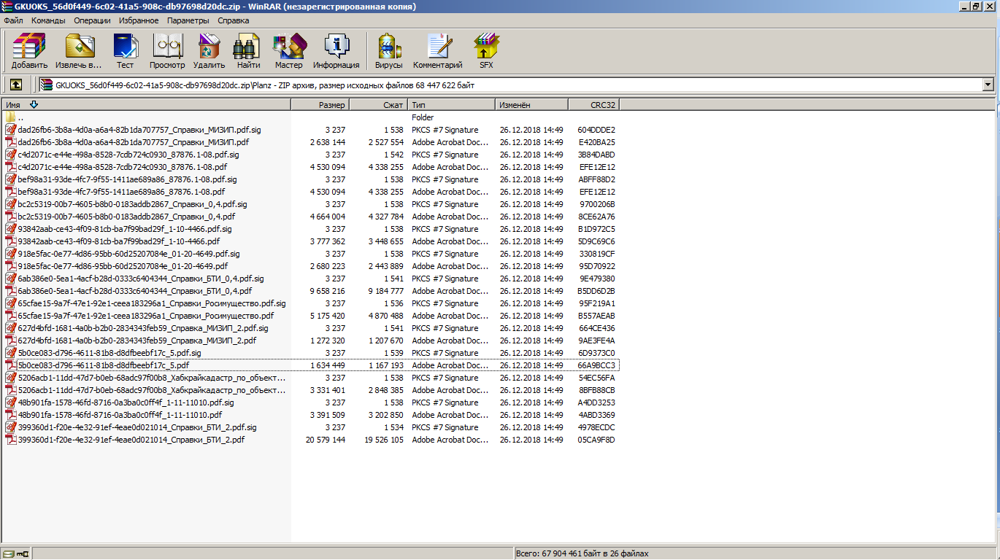 GKUOKS_56d0f449-6c02-41a5-908c-db97698d20dc.zip - WinRAR (незарегистрированная копия)
Файл Команды Операции Избранное Параметры Справка
Добавить Извлечь в... Тест Просмотр Удалить Найти Мастер Информация Вирусы Комментарий SFX
GKUOKS_56d0f449-6c02-41a5-908c-db97698d20dc.zip\Planz - ZIP архив, размер исходных файлов 68 447 622 байт
Имя Размер Сжат Тип Изменён CRC32
.. Folder
dad26fb6-3b8a-4d0a-a6a4-82b1da707757_Справки_МИЗИП.pdf.sig 3 237 1 538 PKCS #7 Signature 26.12.2018 14:49 604DDDE2
dad26fb6-3b8a-4d0a-a6a4-82b1da707757_Справки_МИЗИП.pdf 2 638 144 2 527 554 Adobe Acrobat Doc... 26.12.2018 14:49 E420BA25
c4d2071c-e44e-498a-8528-7cdb724c0930_87876.1-08.pdf.sig 3 237 1 542 PKCS #7 Signature 26.12.2018 14:49 3B84DABD
c4d2071c-e44e-498a-8528-7cdb724c0930_87876.1-08.pdf 4 530 094 4 338 255 Adobe Acrobat Doc... 26.12.2018 14:49 EFE12E12
bef98a31-93de-4fc7-9f55-1411ae689a86_87876.1-08.pdf.sig 3 237 1 538 PKCS #7 Signature 26.12.2018 14:49 ABFF88D2
bef98a31-93de-4fc7-9f55-1411ae689a86_87876.1-08.pdf 4 530 094 4 338 255 Adobe Acrobat Doc... 26.12.2018 14:49 EFE12E12
bc2c5319-00b7-4605-b8b0-0183addb2867_Справки_0,4.pdf.sig 3 237 1 538 PKCS #7 Signature 26.12.2018 14:49 9700206B
bc2c5319-00b7-4605-b8b0-0183addb2867_Справки_0,4.pdf 4 664 004 4 327 784 Adobe Acrobat Doc... 26.12.2018 14:49 8CE62A76
93842aab-ce43-4f09-81cb-ba7f99bad29f_1-10-4466.pdf.sig 3 237 1 538 PKCS #7 Signature 26.12.2018 14:49 B1D972C5
93842aab-ce43-4f09-81cb-ba7f99bad29f_1-10-4466.pdf 3 777 362 3 448 655 Adobe Acrobat Doc... 26.12.2018 14:49 5D9C69C6
918e5fac-0e77-4d86-95bb-60d25207084e_01-20-4649.pdf.sig 3 237 1 538 PKCS #7 Signature 26.12.2018 14:49 330819CF
918e5fac-0e77-4d86-95bb-60d25207084e_01-20-4649.pdf 2 680 223 2 443 889 Adobe Acrobat Doc... 26.12.2018 14:49 95D70922
6ab386e0-5ea1-4acf-b28d-0333c6404344_Справки_БТИ_0,4.pdf.sig 3 237 1 541 PKCS #7 Signature 26.12.2018 14:49 9E479380
6ab386e0-5ea1-4acf-b28d-0333c6404344_Справки_БТИ_0,4.pdf 9 658 216 9 184 777 Adobe Acrobat Doc... 26.12.2018 14:49 B5DD6D2B
65cfae15-9a7f-47e1-92e1-ceea183296a1_Справки_Росимущество.pdf.sig 3 237 1 536 PKCS #7 Signature 26.12.2018 14:49 95F219A1
65cfae15-9a7f-47e1-92e1-ceea183296a1_Справки_Росимущество.pdf 5 175 420 4 870 488 Adobe Acrobat Doc... 26.12.2018 14:49 B557AEAB
627d4bfd-1681-4a0b-b2b0-2834343feb59_Справка_МИЗИП_2.pdf.sig 3 237 1 541 PKCS #7 Signature 26.12.2018 14:49 664CE436
627d4bfd-1681-4a0b-b2b0-2834343feb59_Справка_МИЗИП_2.pdf 1 272 320 1 207 670 Adobe Acrobat Doc... 26.12.2018 14:49 9AE3FE4A
5b0ce083-d796-4611-81b8-d8dfbeebf17c_5.pdf.sig 3 237 1 539 PKCS #7 Signature 26.12.2018 14:49 6D9373C0
5b0ce083-d796-4611-81b8-d8dfbeebf17c_5.pdf 1 634 449 1 167 193 Adobe Acrobat Doc... 26.12.2018 14:49 66A9BCC3
5206acb1-11dd-47d7-b0eb-68adc97f00b8_Хабкрайкадастр_по_объект... 3 237 1 538 PKCS #7 Signature 26.12.2018 14:49 54EC56FA
5206acb1-11dd-47d7-b0eb-68adc97f00b8_Хабкрайкадастр_по_объект... 3 331 401 2 848 385 Adobe Acrobat Doc... 26.12.2018 14:49 8BFB88CB
48b901fa-1578-46fd-8716-0a3ba0c0ff4f_1-11-11010.pdf.sig 3 237 1 538 PKCS #7 Signature 26.12.2018 14:49 A4DD3253
48b901fa-1578-46fd-8716-0a3ba0c0ff4f_1-11-11010.pdf 3 391 509 3 202 850 Adobe Acrobat Doc... 26.12.2018 14:49 4ABD3369
399360d1-f20e-4e32-91ef-4eae0d021014_Справки_БТИ_2.pdf.sig 3 237 1 534 PKCS #7 Signature 26.12.2018 14:49 4978ECDC
399360d1-f20e-4e32-91ef-4eae0d021014_Справки_БТИ_2.pdf 20 579 144 19 526 105 Adobe Acrobat Doc... 26.12.2018 14:49 05CA9F8D
Всего: 67 904 461 байт в 26 файлах